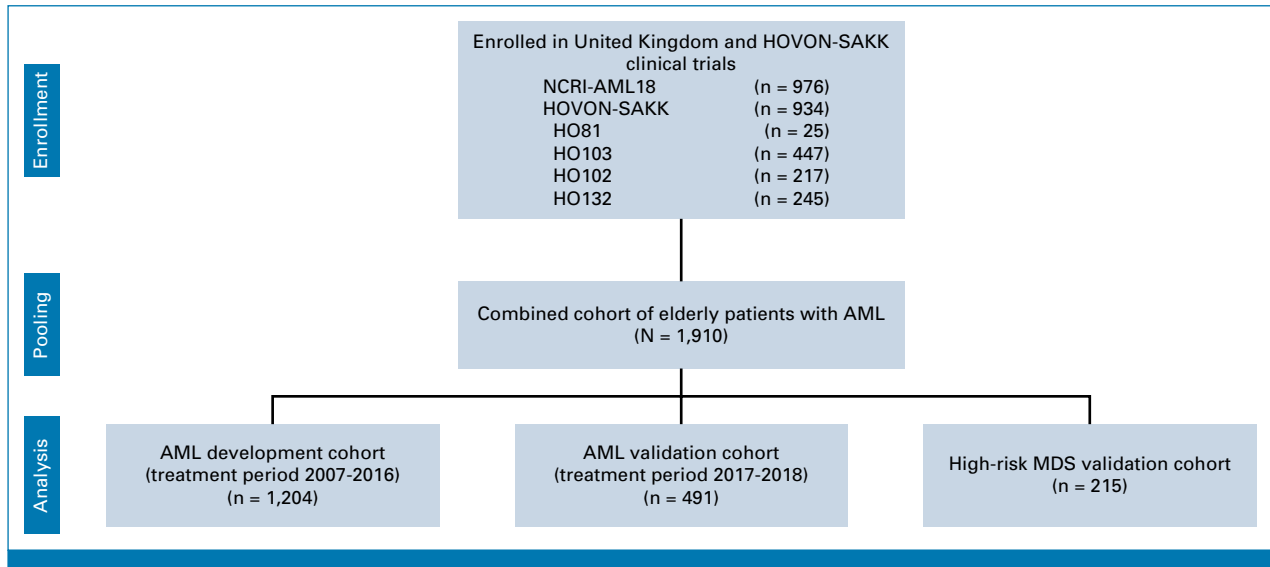 Enrollment
Enrolled in United Kingdom and HOVON-SAKK
clinical trials
NCRI-AML18 (n = 976)
HOVON-SAKK (n = 934)
HO81 (n = 25)
HO103 (n = 447)
HO102 (n = 217)
HO132 (n = 245)
Pooling
Combined cohort of elderly patients with AML
(N = 1,910)
Analysis
AML development cohort
(treatment period 2007-2016)
(n = 1,204)
AML validation cohort
(treatment period 2017-2018)
(n = 491)
High-risk MDS validation cohort
(n = 215)